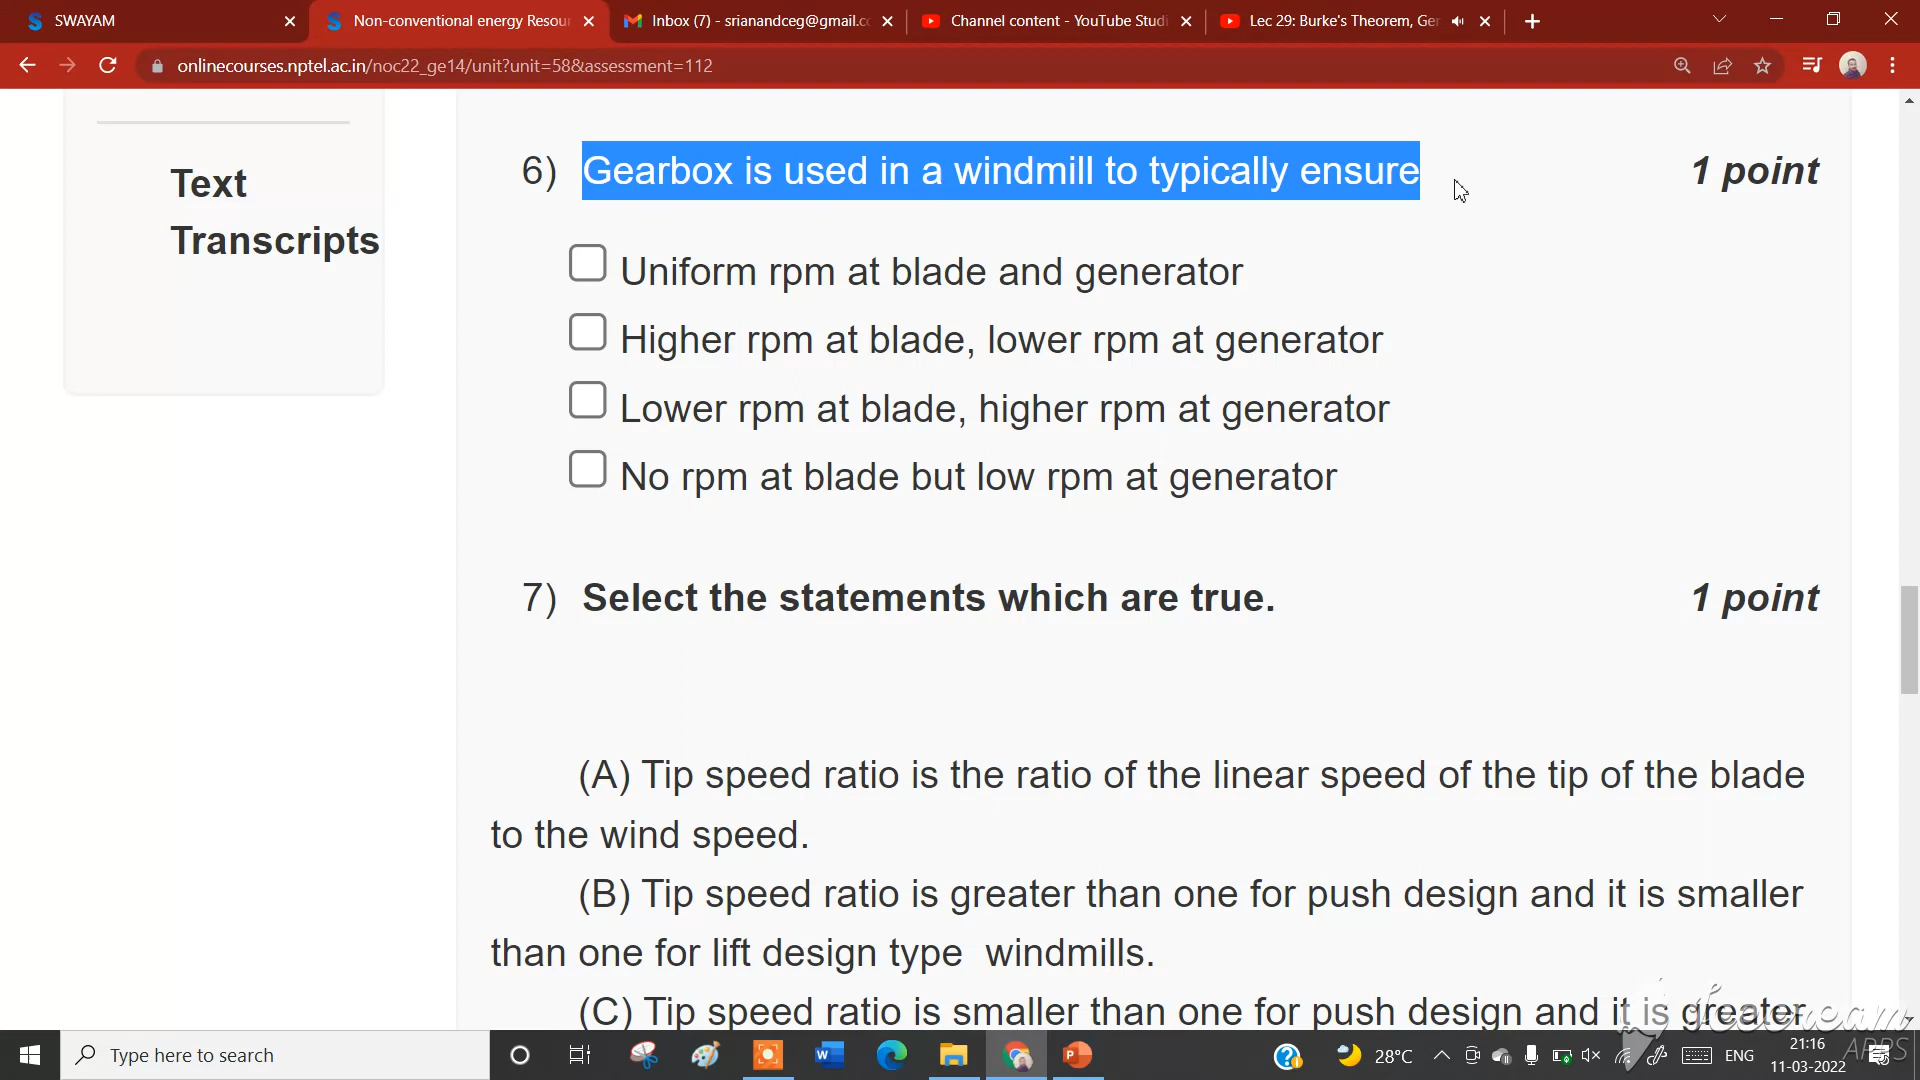 SWAYAM
Non-conventional energy Resour
Inbox (7) - srianandceg@gmail.co
Channel content - YouTube Studi
Lec 29: Burke's Theorem, Ger
onlinecourses.nptel.ac.in/noc22_ge14/unit?unit=58&assessment=112
Text
Transcripts
6) Gearbox is used in a windmill to typically ensure 1 point
Uniform rpm at blade and generator
Higher rpm at blade, lower rpm at generator
Lower rpm at blade, higher rpm at generator
No rpm at blade but low rpm at generator
7) Select the statements which are true. 1 point
(A) Tip speed ratio is the ratio of the linear speed of the tip of the blade
to the wind speed.
(B) Tip speed ratio is greater than one for push design and it is smaller
than one for lift design type windmills.
(C) Tip speed ratio is smaller than one for push design and it is greater
Icecream
APPS
Type here to search
28°C
ENG
21:16
11-03-2022